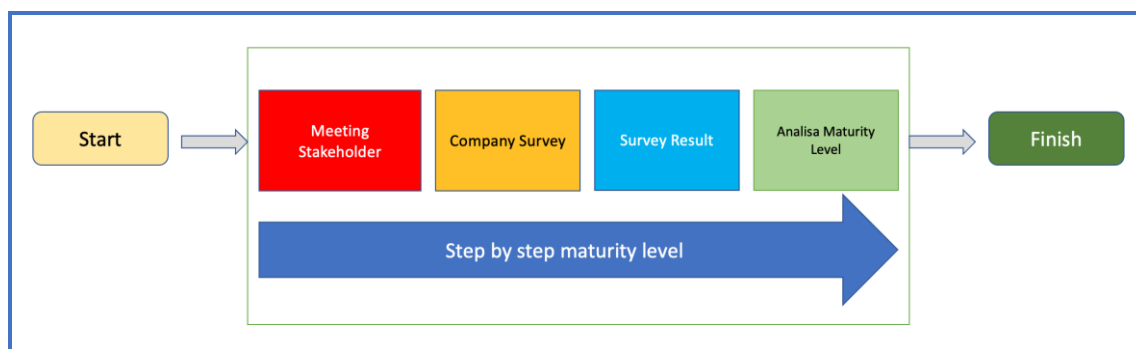 Start
Meeting
Stakeholder
Company Survey
Survey Result
Analisa Maturity
Level
Finish
Step by step maturity level